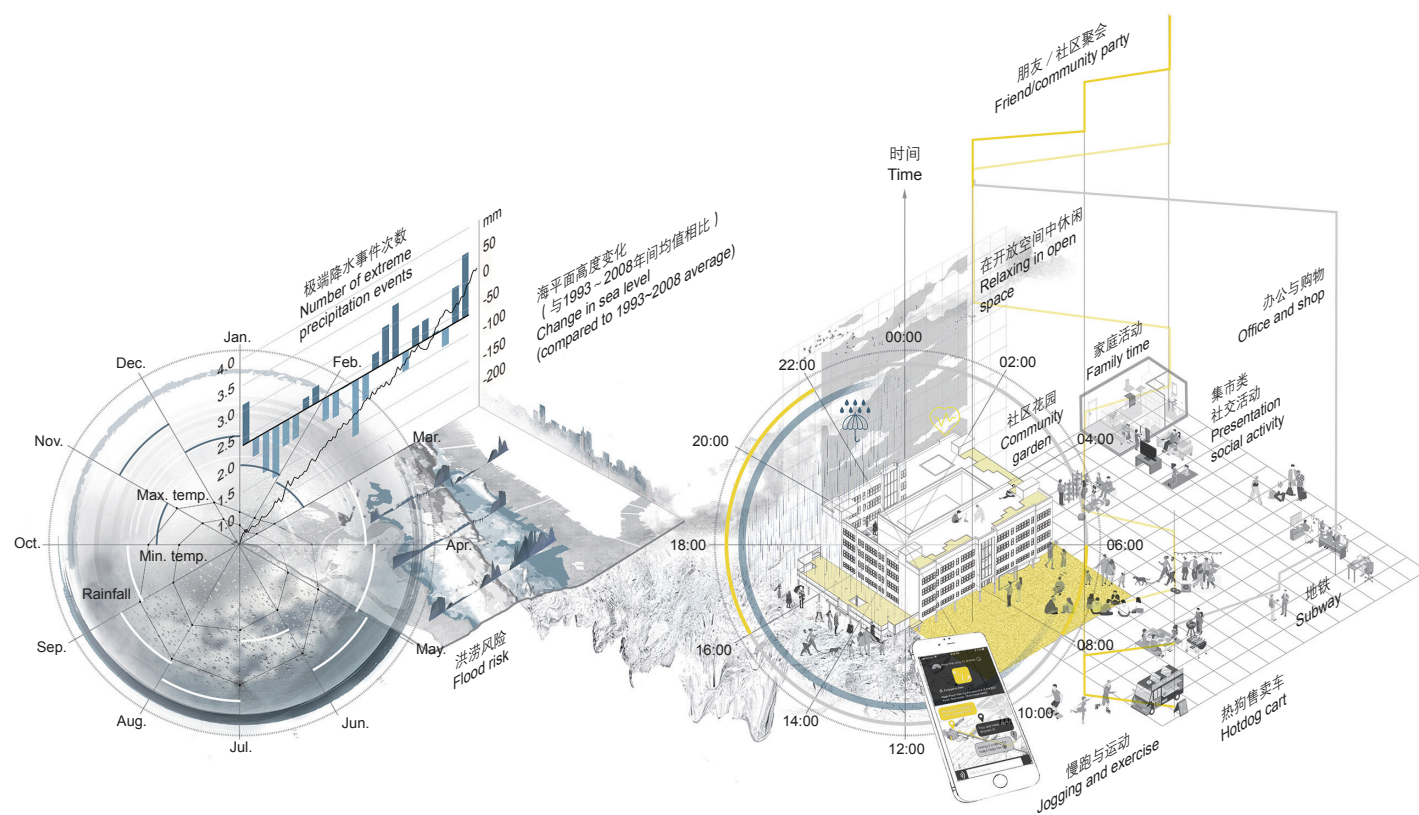 朋友 / 社区聚会
Friend/community party
时间
Time
极端降水事件次数
Number of extreme
precipitation events
mm
50
0
-50
-100
-150
-200
海平面高度变化
( 与1993 ~ 2008年间均值相比 )
Change in sea level
(compared to 1993~2008 average)
在开放空间中休闲
Relaxing in open
space
办公与购物
Office and shop
家庭活动
Family time
集市类
社交活动
Presentation
social activity
社区花园
Community
garden
Jan.
Feb.
Mar.
Apr.
May.
Jun.
Jul.
Aug.
Sep.
Oct.
Nov.
Dec.
4.0
3.5
3.0
2.5
2.0
1.5
1.0
Max. temp.
Min. temp.
Rainfall
洪涝风险
Flood risk
00:00
02:00
04:00
06:00
08:00
10:00
12:00
14:00
16:00
18:00
20:00
22:00
地铁
Subway
热狗售卖车
Hotdog cart
慢跑与运动
Jogging and exercise